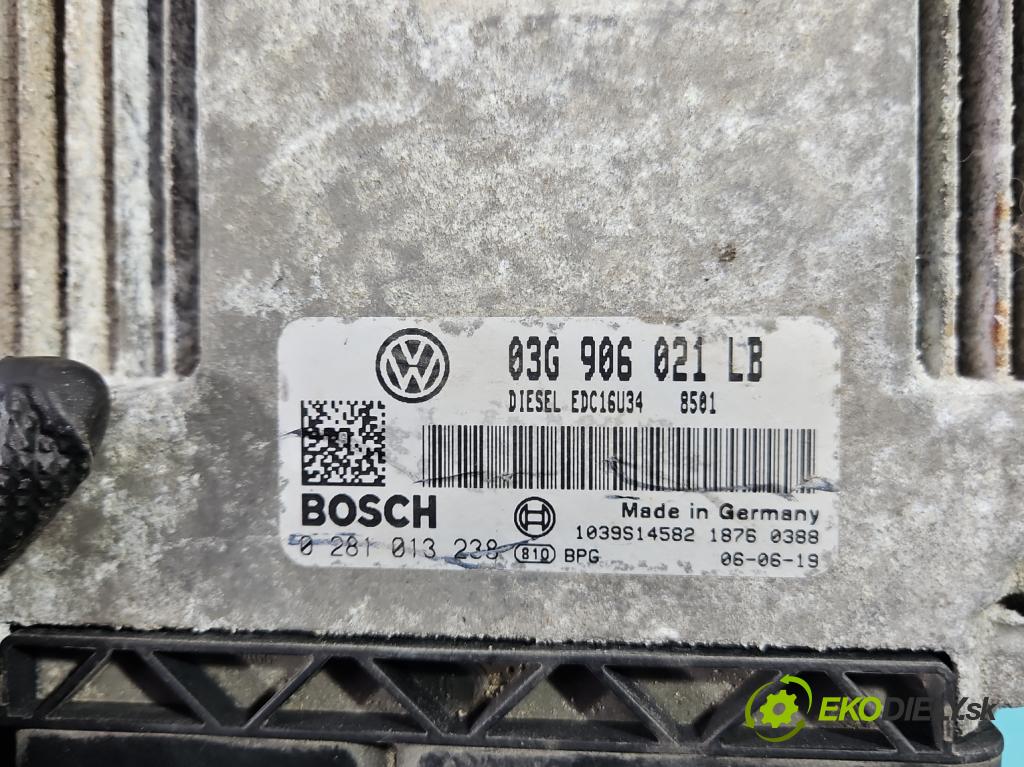 03G 906 021 LB
DIESEL EDC16U34 8501
BOSCH
Made in Germany
1039S14582 1876 0388
0 281 013 238 810 BPG 06-06-19
EKODIELY.sk